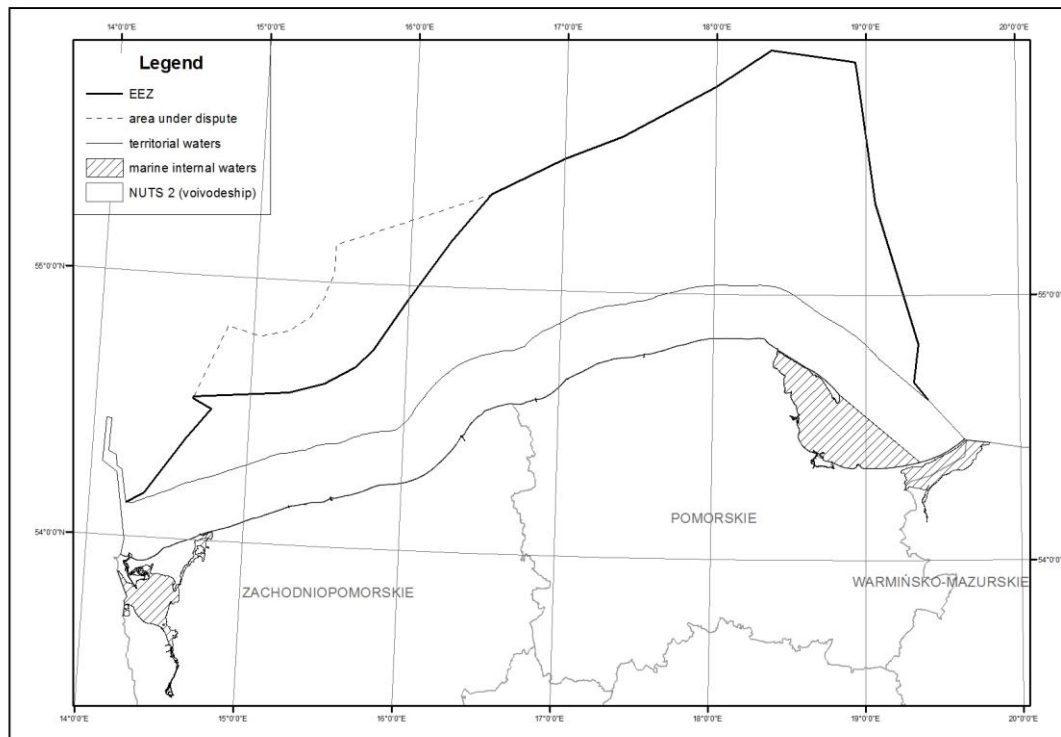 14°0'0"E 15°0'0"E 16°0'0"E 17°0'0"E 18°0'0"E 19°0'0"E 20°0'0"E
Legend
EEZ
area under dispute
territorial waters
marine internal waters
NUTS 2 (voivodeship)
55°0'0"N
55°0'0"N
54°0'0"N
54°0'0"N
POMORSKIE
WARMIŃSKO-MAZURSKIE
ZACHODNIOPOMORSKIE
14°0'0"E 15°0'0"E 16°0'0"E 17°0'0"E 18°0'0"E 19°0'0"E 20°0'0"E